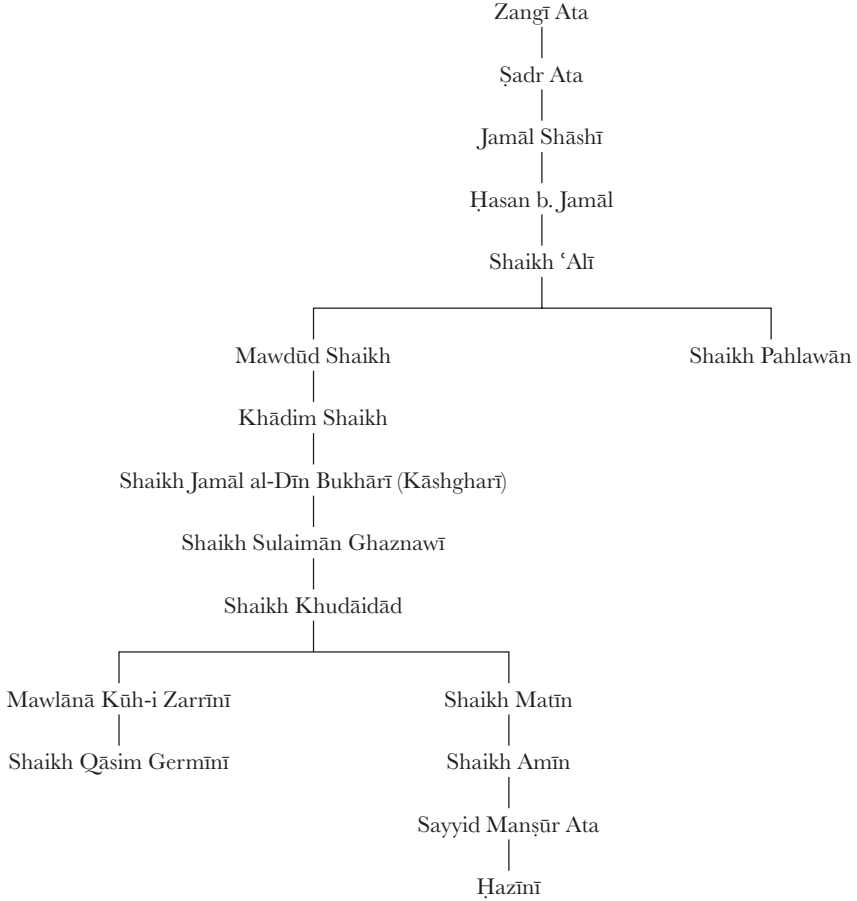 Zangī Ata
Ṣadr Ata
Jamāl Shāshī
Ḥasan b. Jamāl
Shaikh ʿAlī
Mawdūd Shaikh
Shaikh Pahlawān
Khādim Shaikh
Shaikh Jamāl al-Dīn Bukhārī (Kāshgharī)
Shaikh Sulaimān Ghaznawī
Shaikh Khudāidād
Mawlānā Kūh-i Zarrīnī
Shaikh Matīn
Shaikh Qāsim Germīnī
Shaikh Amīn
Sayyid Manṣūr Ata
Ḥazīnī